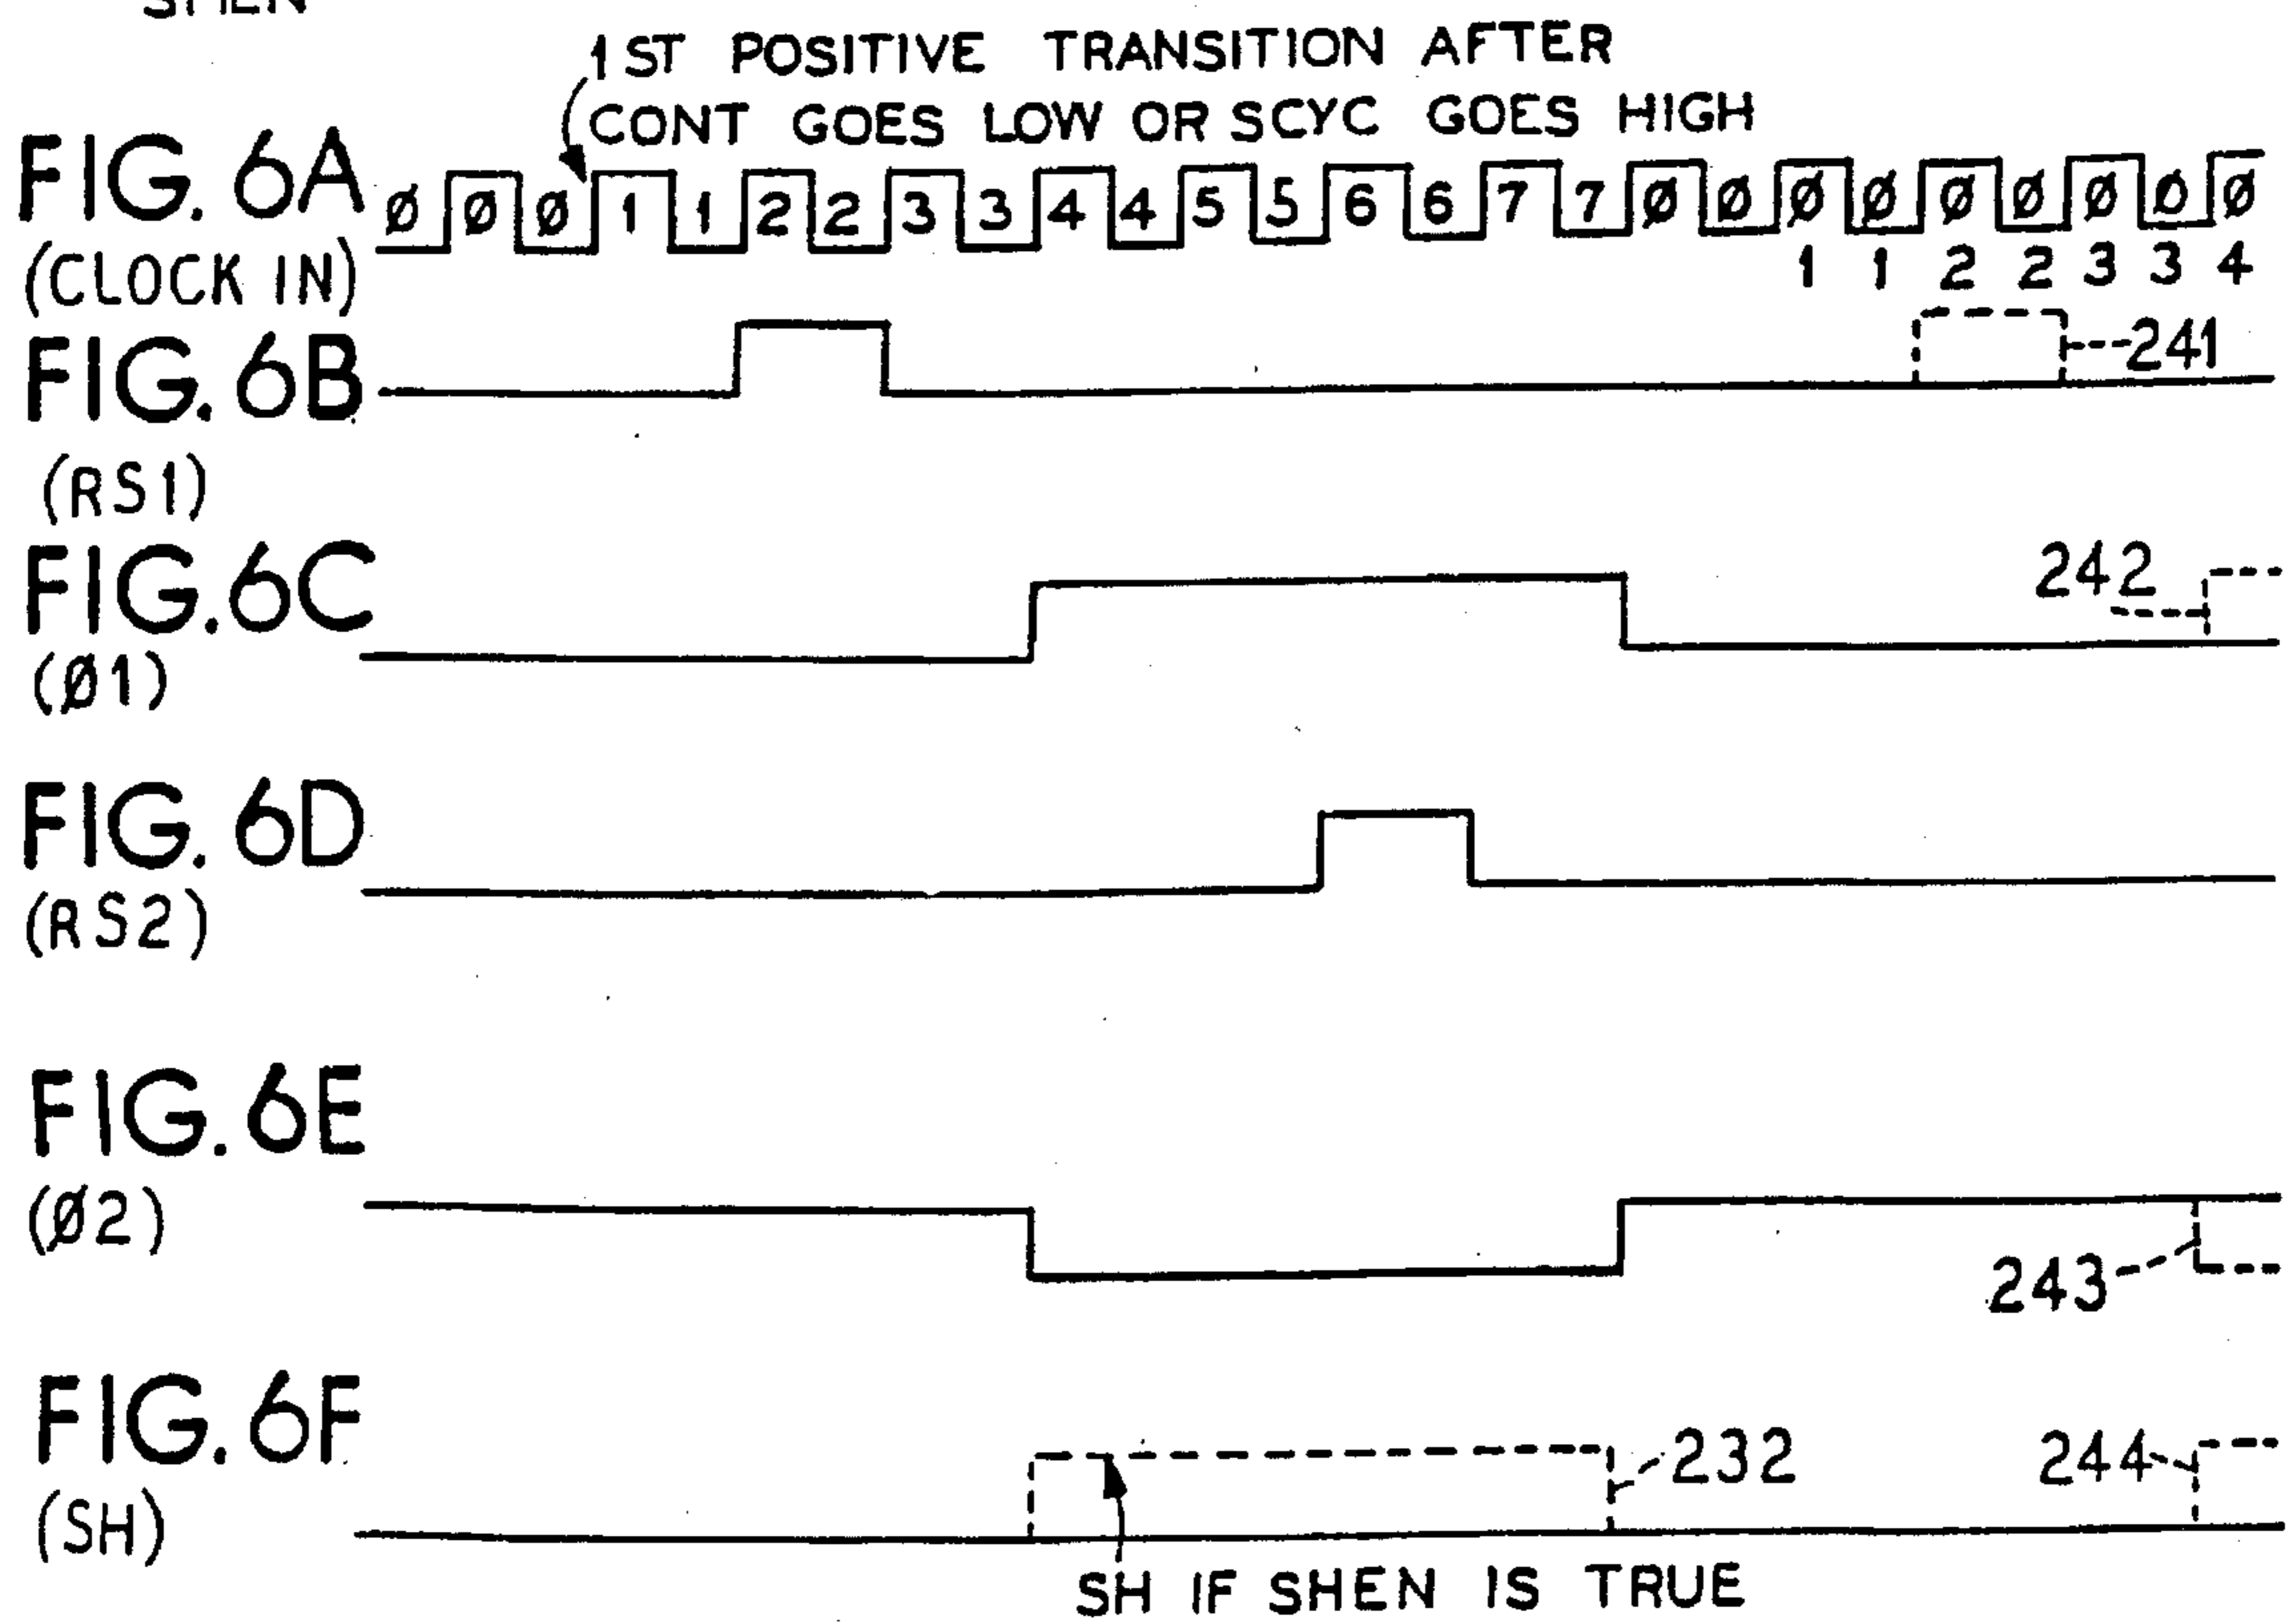 SHEN
1ST POSITIVE TRANSITION AFTER
CONT GOES LOW OR SCYC GOES HIGH
FIG. 6A
Ø Ø Ø 1 1 2 2 3 3 4 4 5 5 6 6 7 7 Ø Ø Ø Ø Ø Ø Ø Ø Ø
(CLOCK IN)
1 1 2 2 3 3 4
FIG. 6B
241
(RS1)
FIG. 6C
242
(Ø1)
FIG. 6D
(RS2)
FIG. 6E
(Ø2)
243
FIG. 6F
232
244
(SH)
SH IF SHEN IS TRUE